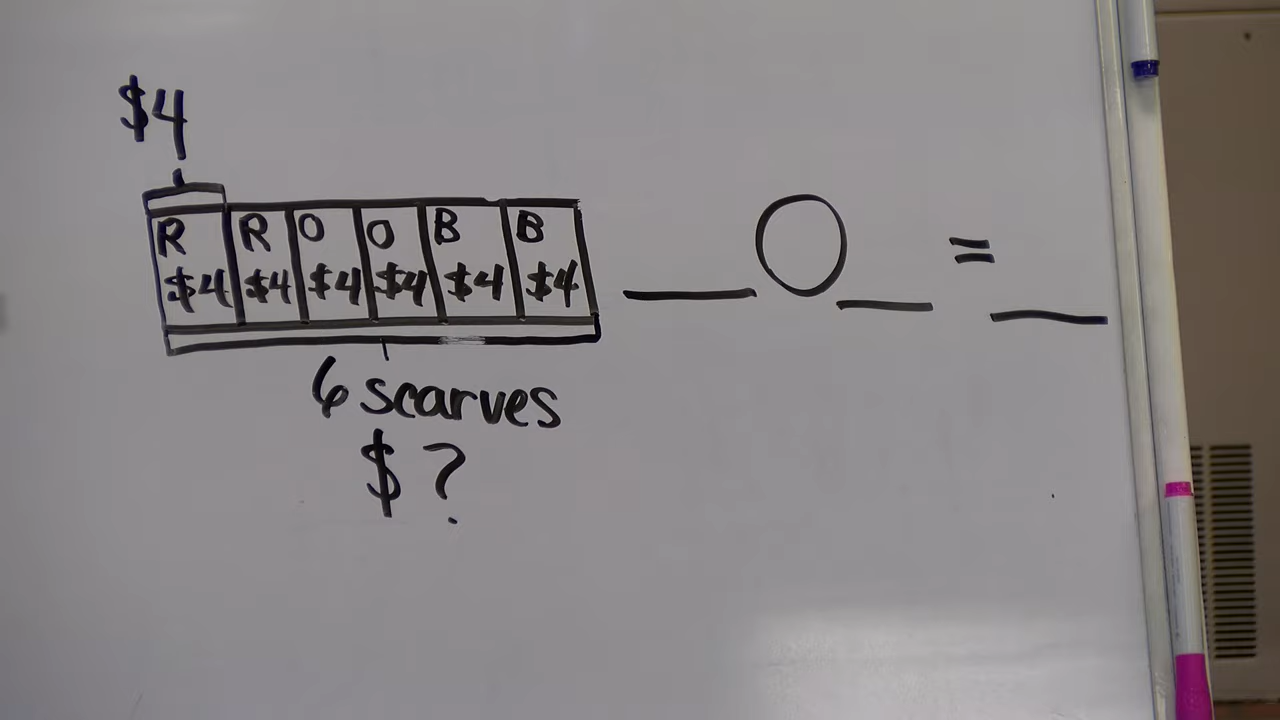 $4
R R O O B B
$4 $4 $4 $4 $4 $4
=
6 scarves
$ ?